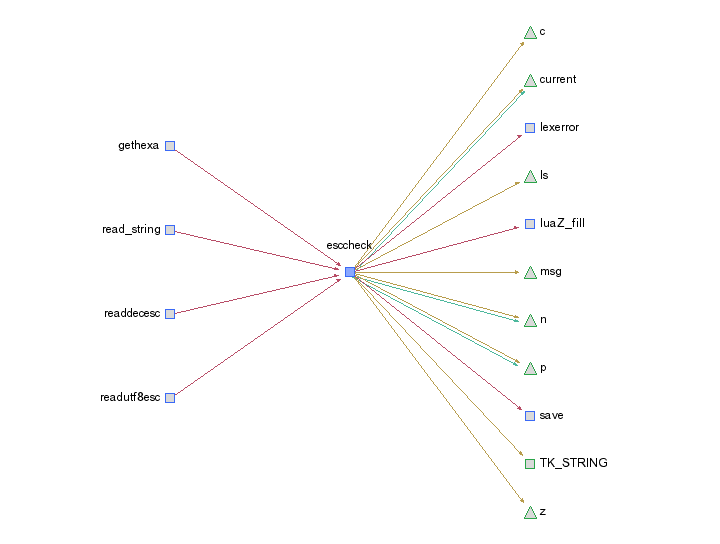 gethexa
read_string
readdecesc
readutf8esc
esccheck
c
current
lexerror
ls
luaZ_fill
msg
n
p
save
TK_STRING
z